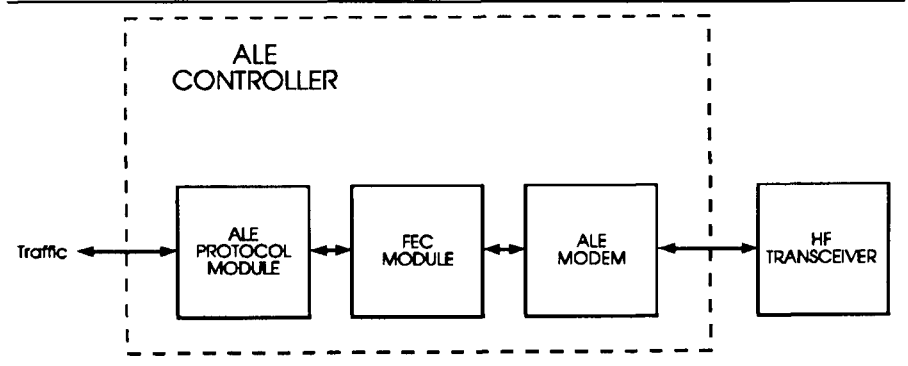 ALE
CONTROLLER
Traffic
ALE
PROTOCOL
MODULE
FEC
MODULE
ALE
MODEM
HF
TRANSCEIVER